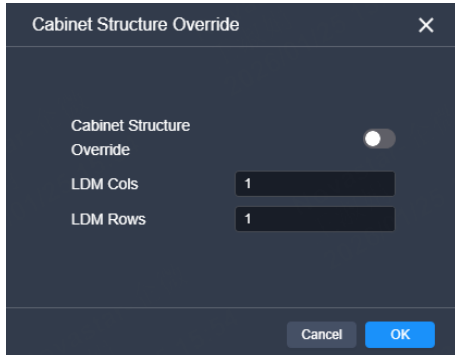 Cabinet Structure Override
Cabinet Structure
Override
LDM Cols 1
LDM Rows 1
Cancel OK